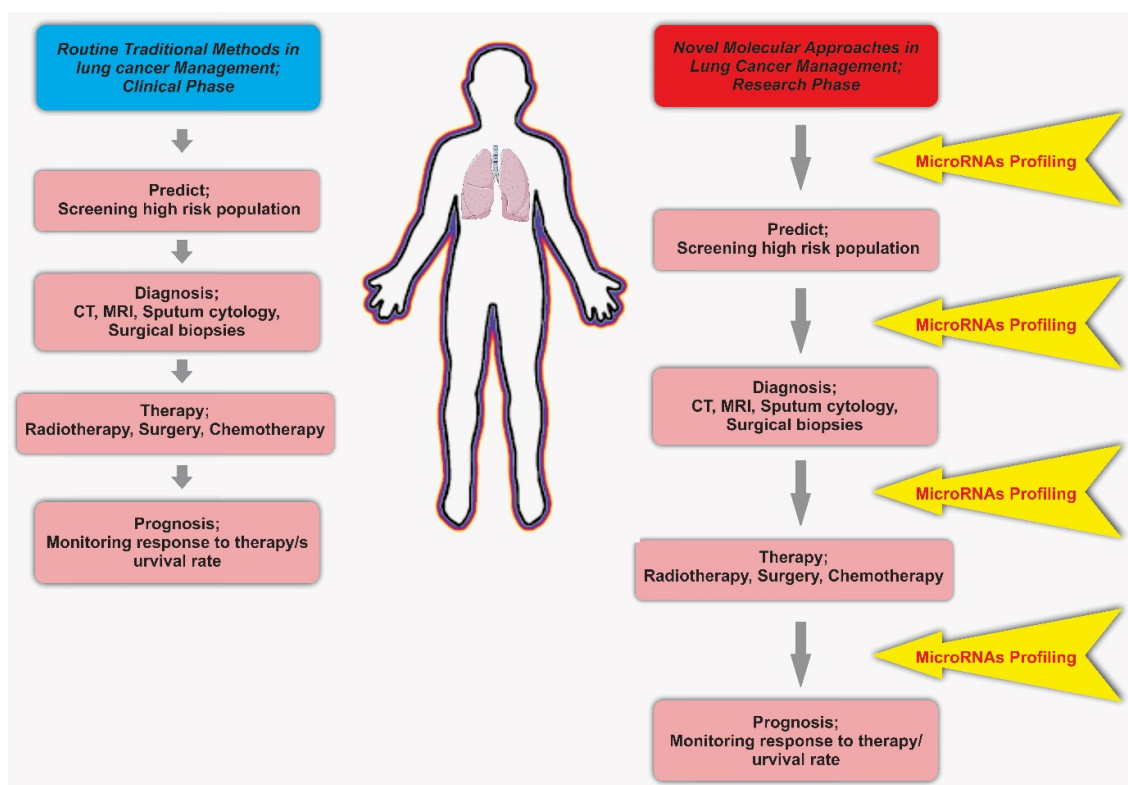 Routine Traditional Methods in
lung cancer Management;
Clinical Phase
Predict;
Screening high risk population
Diagnosis;
CT, MRI, Sputum cytology,
Surgical biopsies
Therapy;
Radiotherapy, Surgery, Chemotherapy
Prognosis;
Monitoring response to therapy/s
urvival rate
Novel Molecular Approaches in
Lung Cancer Management;
Research Phase
MicroRNAs Profiling
Predict;
Screening high risk population
MicroRNAs Profiling
Diagnosis;
CT, MRI, Sputum cytology,
Surgical biopsies
MicroRNAs Profiling
Therapy;
Radiotherapy, Surgery, Chemotherapy
MicroRNAs Profiling
Prognosis;
Monitoring response to therapy/
urvival rate